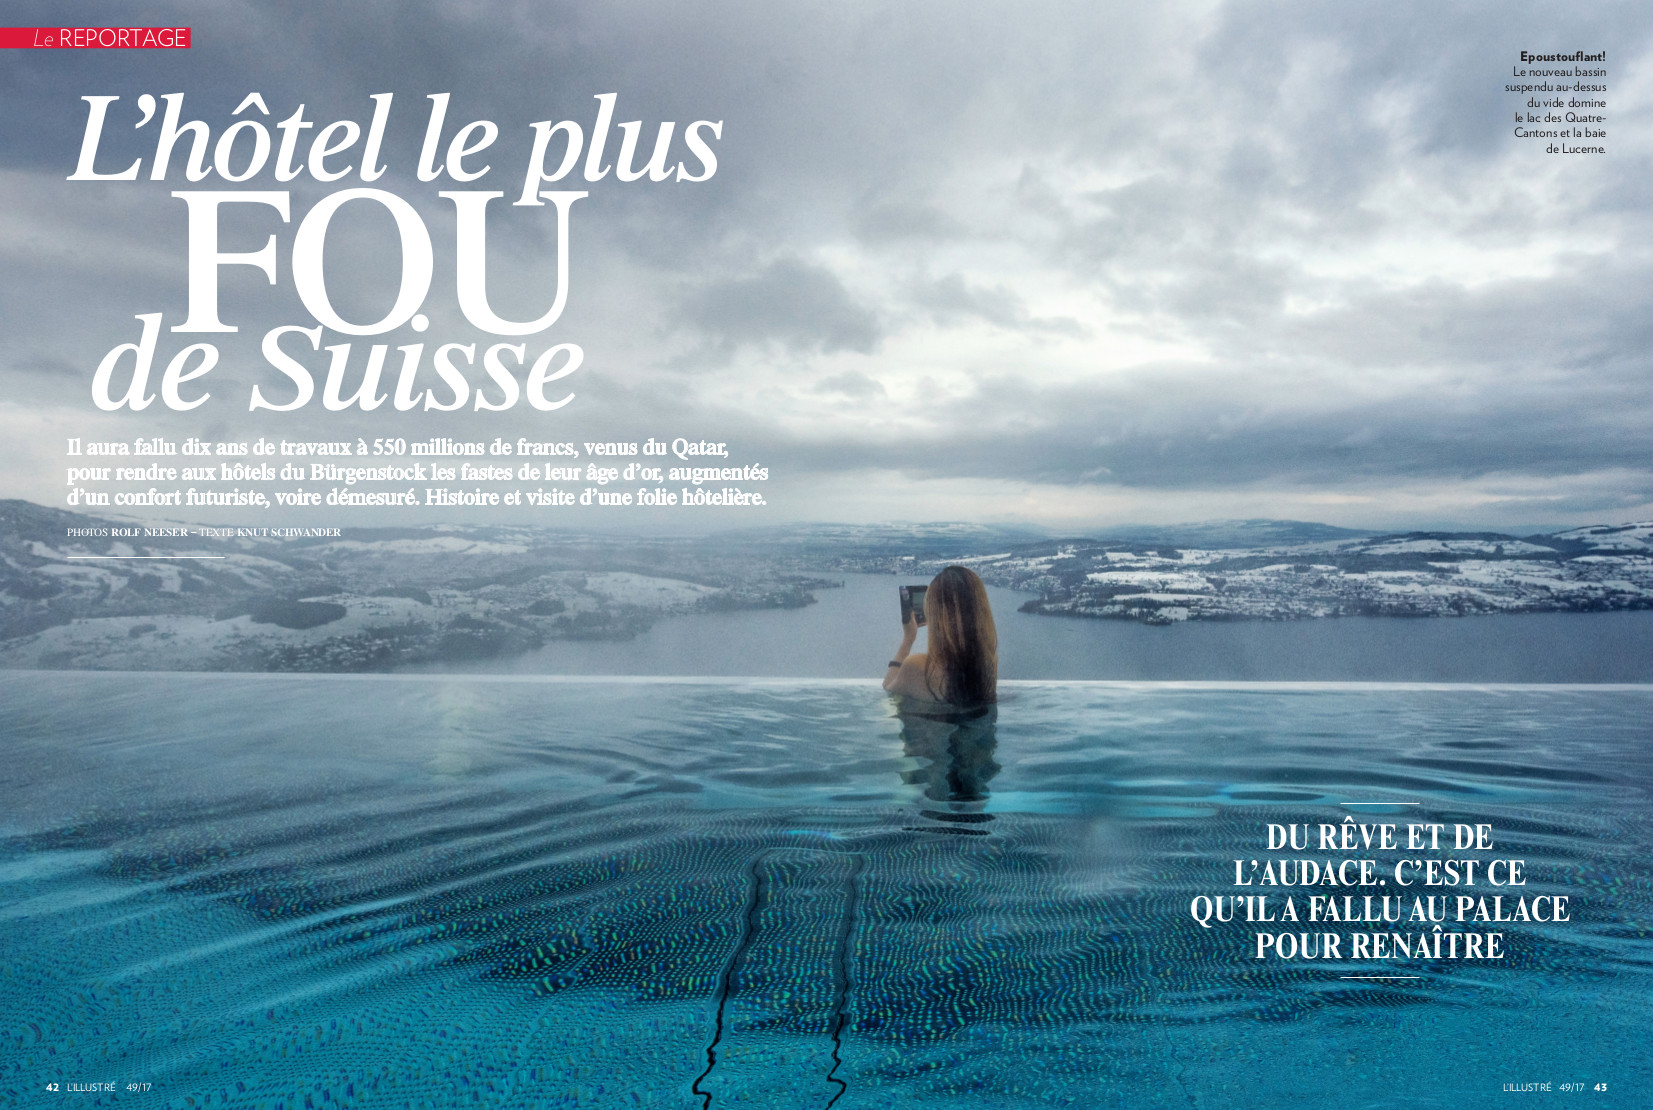 Le REPORTAGE
L’hôtel le plus
FOU
de Suisse
Il aura fallu dix ans de travaux à 550 millions de francs, venus du Qatar,
pour rendre aux hôtels du Bürgenstock les fastes de leur âge d’or, augmentés
d’un confort futuriste, voire démesuré. Histoire et visite d’une folie hôtelière.
PHOTOS ROLF NEESER – TEXTE KNUT SCHWANDER
Epoustouflant!
Le nouveau bassin
suspendu au-dessus
du vide domine
le lac des Quatre-
Cantons et la baie
de Lucerne.
DU RÊVE ET DE
L’AUDACE. C’EST CE
QU’IL A FALLU AU PALACE
POUR RENAÎTRE
42 L’ILLUSTRÉ 49/17
L’ILLUSTRÉ 49/17 43